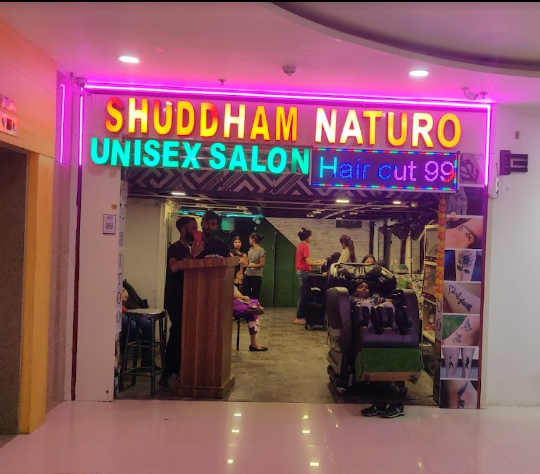 SHUDDHAM NATURO
UNISEX SALON
Hair cut 99